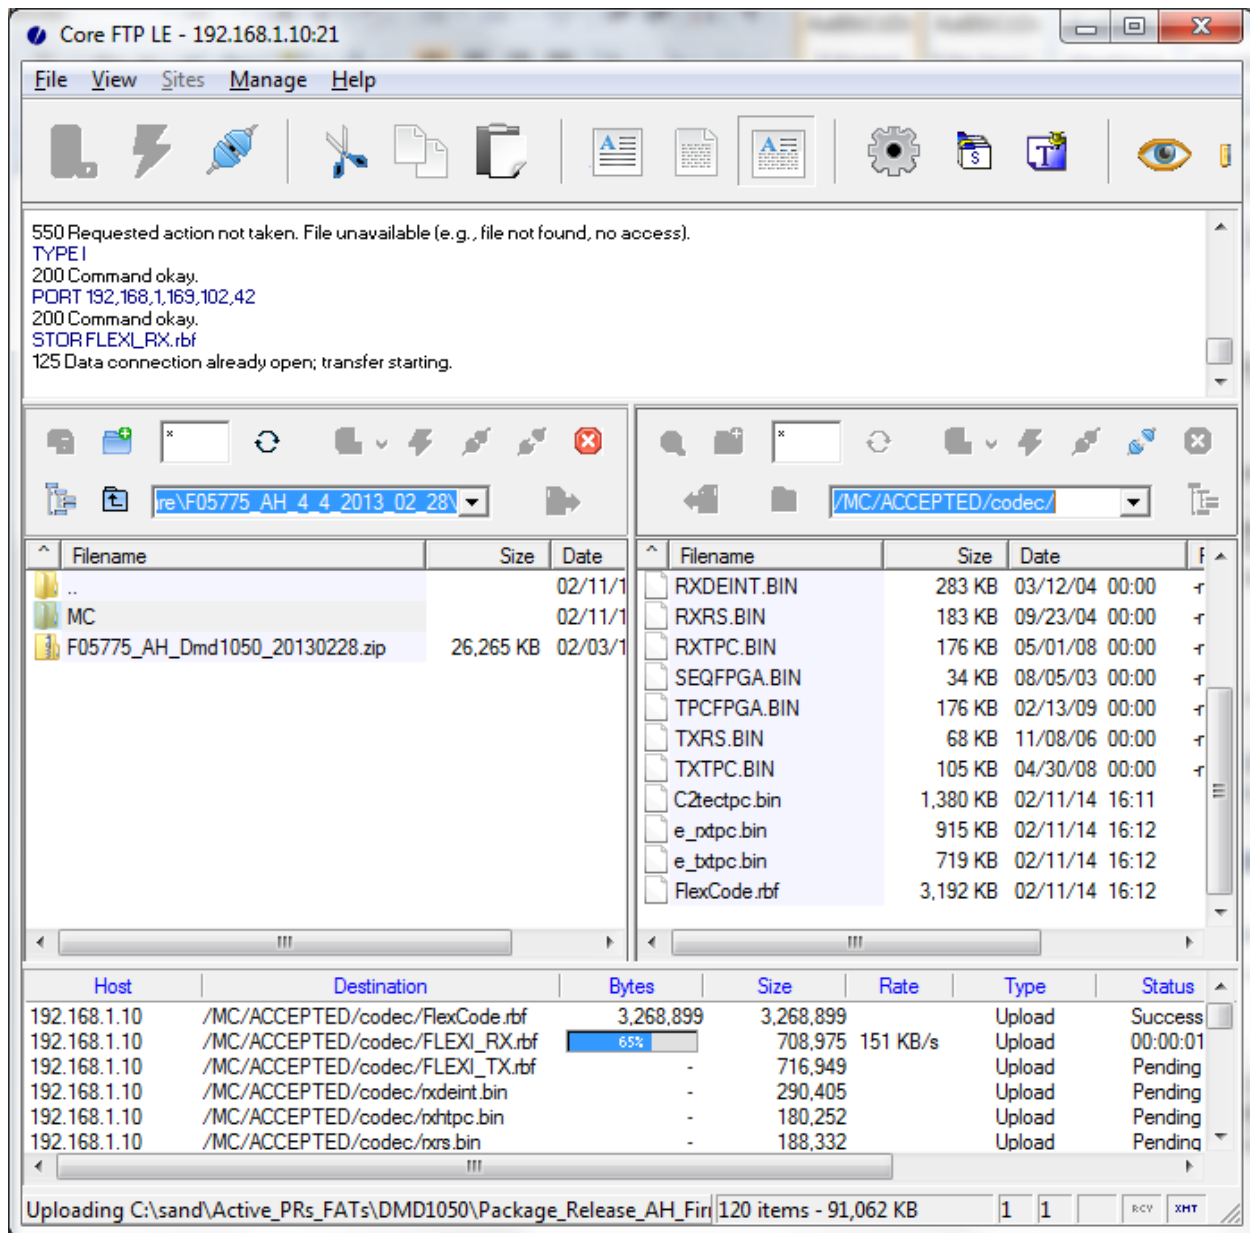 Core FTP LE - 192.168.1.10:21
File View Sites Manage Help
550 Requested action not taken. File unavailable (e.g., file not found, no access).
TYPE I
200 Command okay.
PORT 192,168,1,169,102,42
200 Command okay.
STOR FLEXI_RX.rbf
125 Data connection already open; transfer starting.
* *
re\F05775_AH_4_4_2013_02_28\ /MC/ACCEPTED/codec/
^ Filename Size Date
..  02/11/1
MC 02/11/1
F05775_AH_Dmd1050_20130228.zip 26,265 KB 02/03/1
^ Filename Size Date F
RXDEINT.BIN 283 KB 03/12/04 00:00 -r
RXRS.BIN 183 KB 09/23/04 00:00 -r
RXTPC.BIN 176 KB 05/01/08 00:00 -r
SEQFPGA.BIN 34 KB 08/05/03 00:00 -r
TPCFPGA.BIN 176 KB 02/13/09 00:00 -r
TXRS.BIN 68 KB 11/08/06 00:00 -r
TXTPC.BIN 105 KB 04/30/08 00:00 -r
C2tectpc.bin 1,380 KB 02/11/14 16:11
e_rxtpc.bin 915 KB 02/11/14 16:12
e_txtpc.bin 719 KB 02/11/14 16:12
FlexCode.rbf 3,192 KB 02/11/14 16:12
Host Destination Bytes Size Rate Type Status
192.168.1.10 /MC/ACCEPTED/codec/FlexCode.rbf 3,268,899 3,268,899 Upload Success
192.168.1.10 /MC/ACCEPTED/codec/FLEXI_RX.rbf 65% 708,975 151 KB/s Upload 00:00:01
192.168.1.10 /MC/ACCEPTED/codec/FLEXI_TX.rbf - 716,949 Upload Pending
192.168.1.10 /MC/ACCEPTED/codec/rxdeint.bin - 290,405 Upload Pending
192.168.1.10 /MC/ACCEPTED/codec/rxhtpc.bin - 180,252 Upload Pending
192.168.1.10 /MC/ACCEPTED/codec/rxrs.bin - 188,332 Upload Pending
Uploading C:\sand\Active_PRs_FATs\DMD1050\Package_Release_AH_Firr 120 items - 91,062 KB 1 1 RCV XMT